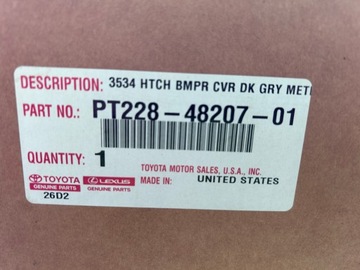 DESCRIPTION: 3534 HTCH BMPR CVR DK GRY METL
PART NO.: PT228-48207-01
QUANTITY: 1
TOYOTA MOTOR SALES, U.S.A., INC.
TOYOTA LEXUS MADE IN: UNITED STATES
GENUINE PARTS GENUINE PARTS
26D2